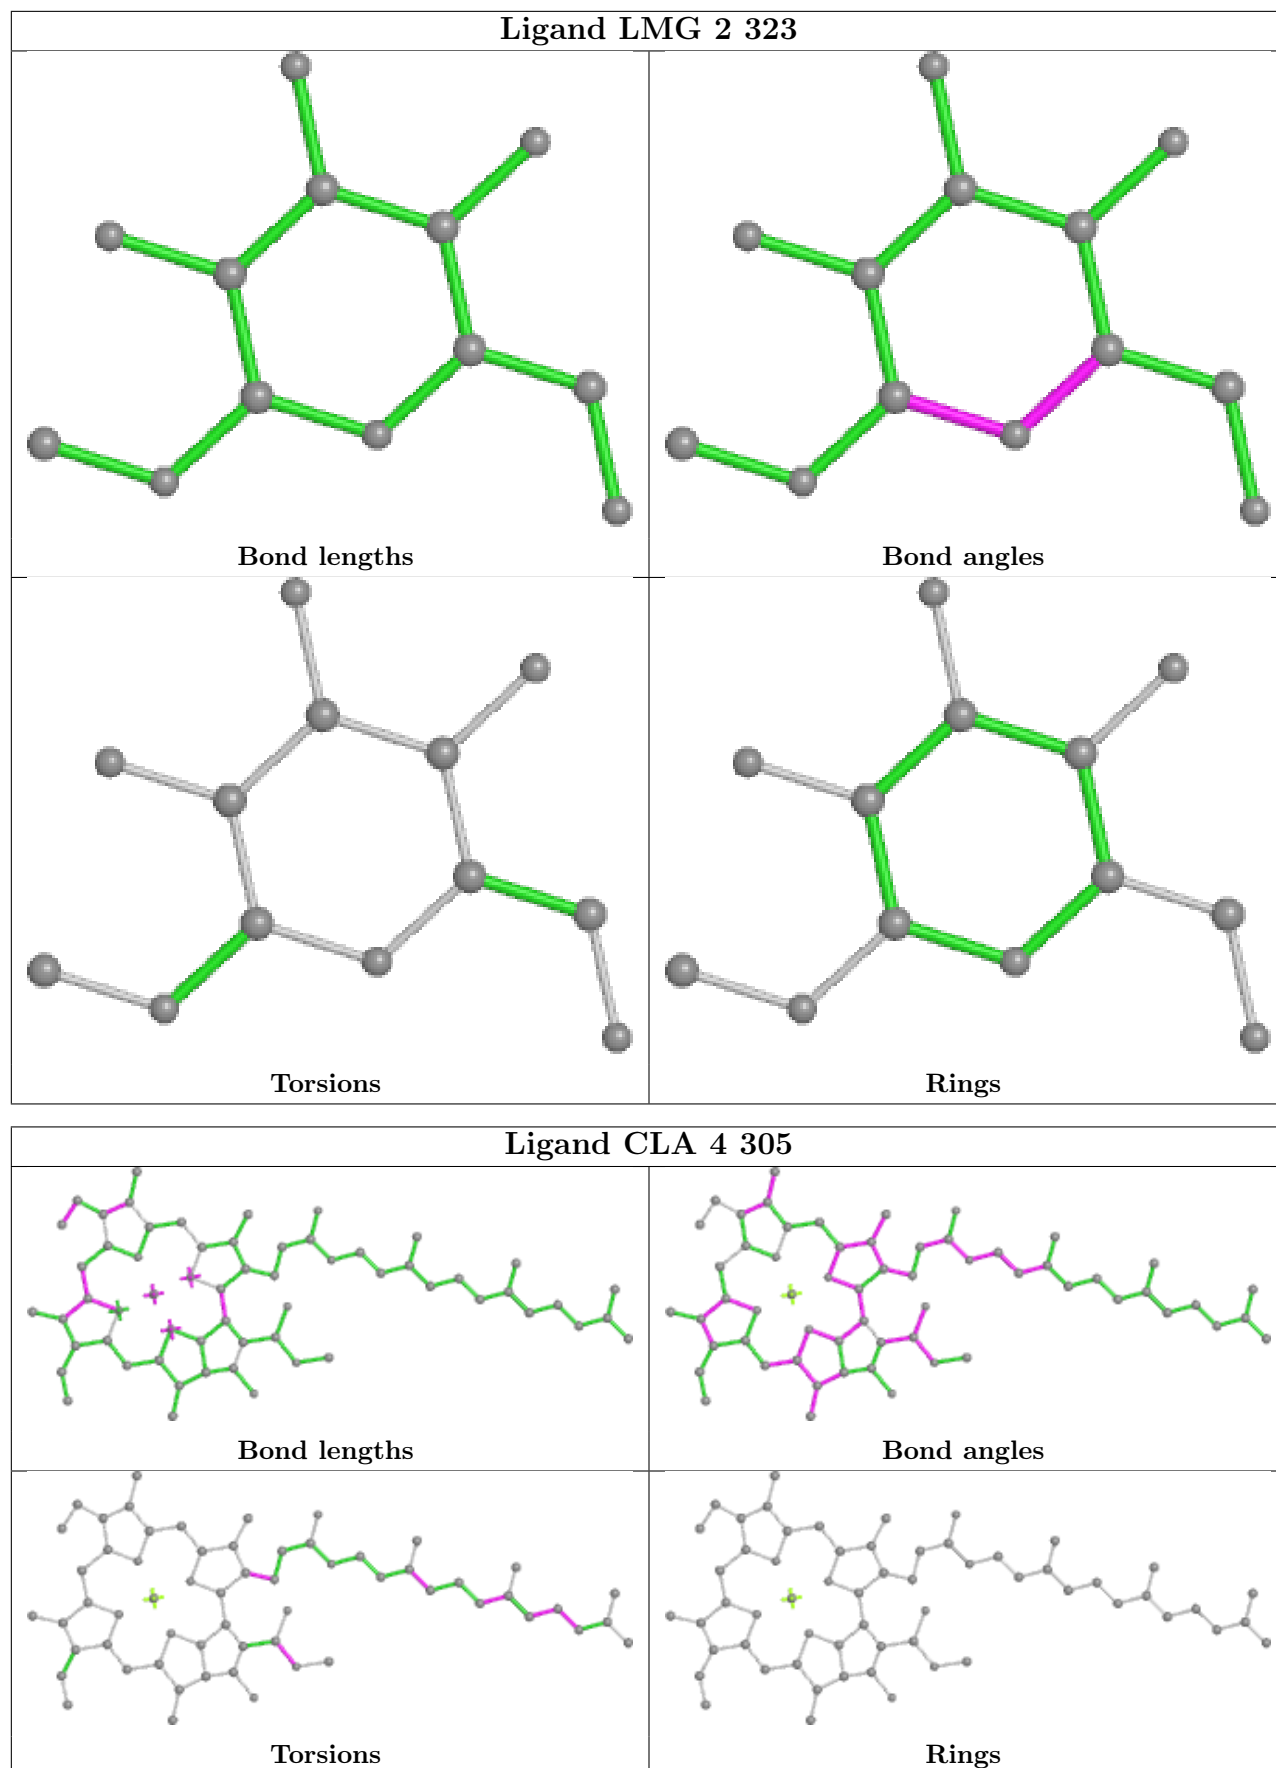 Ligand LMG 2 323
Bond lengths
Bond angles
Torsions
Rings
Ligand CLA 4 305
Bond lengths
Bond angles
Torsions
Rings